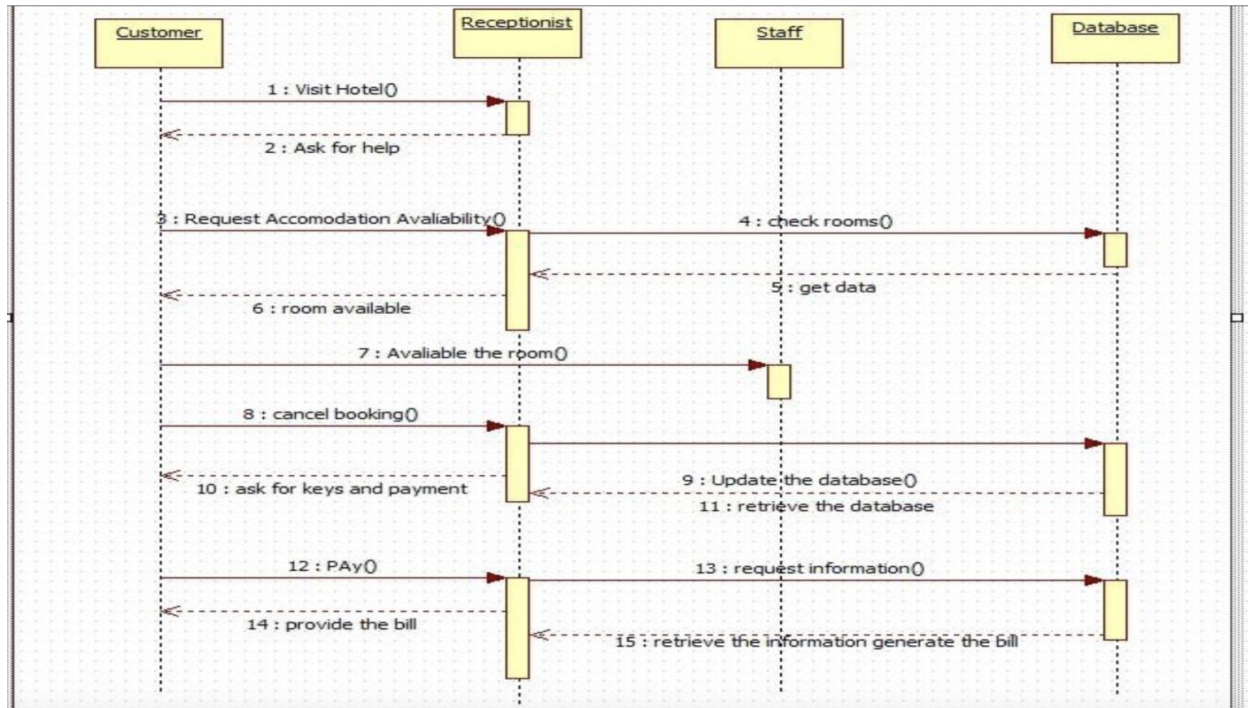 Customer
Receptionist
Staff
Database
1 : Visit Hotel()
2 : Ask for help
3 : Request Accomodation Avaliability()
4 : check rooms()
5 : get data
6 : room available
7 : Avaliable the room()
8 : cancel booking()
9 : Update the database()
10 : ask for keys and payment
11 : retrieve the database
12 : PAy()
13 : request information()
14 : provide the bill
15 : retrieve the information generate the bill